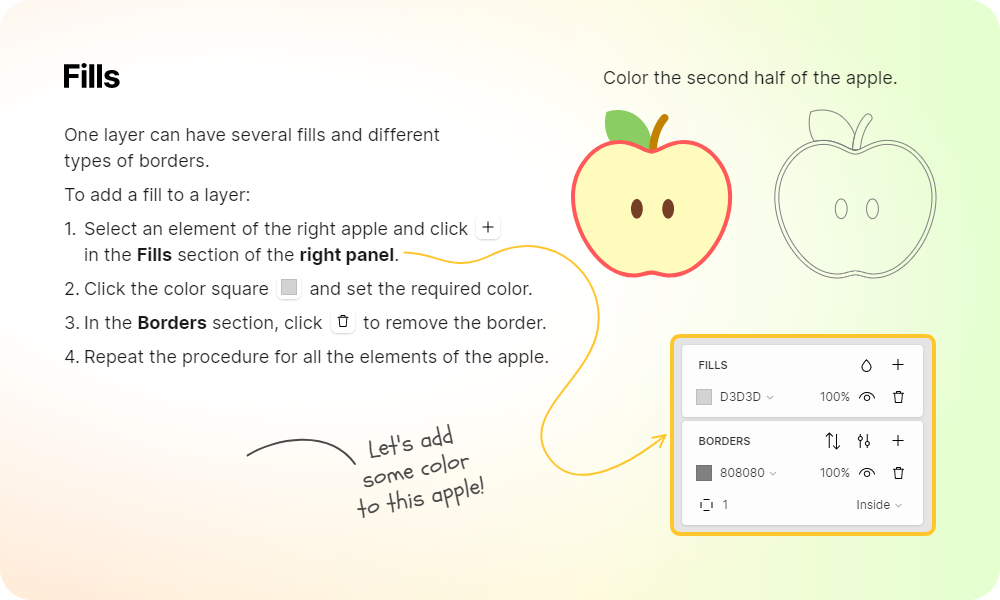 Fills
One layer can have several fills and different
types of borders.
To add a fill to a layer:
1. Select an element of the right apple and click +
in the Fills section of the right panel.
2. Click the color square and set the required color.
3. In the Borders section, click to remove the border.
4. Repeat the procedure for all the elements of the apple.
Let's add
some color
to this apple!
Color the second half of the apple.
FILLS
D3D3D 100%
BORDERS
808080 100%
1 Inside